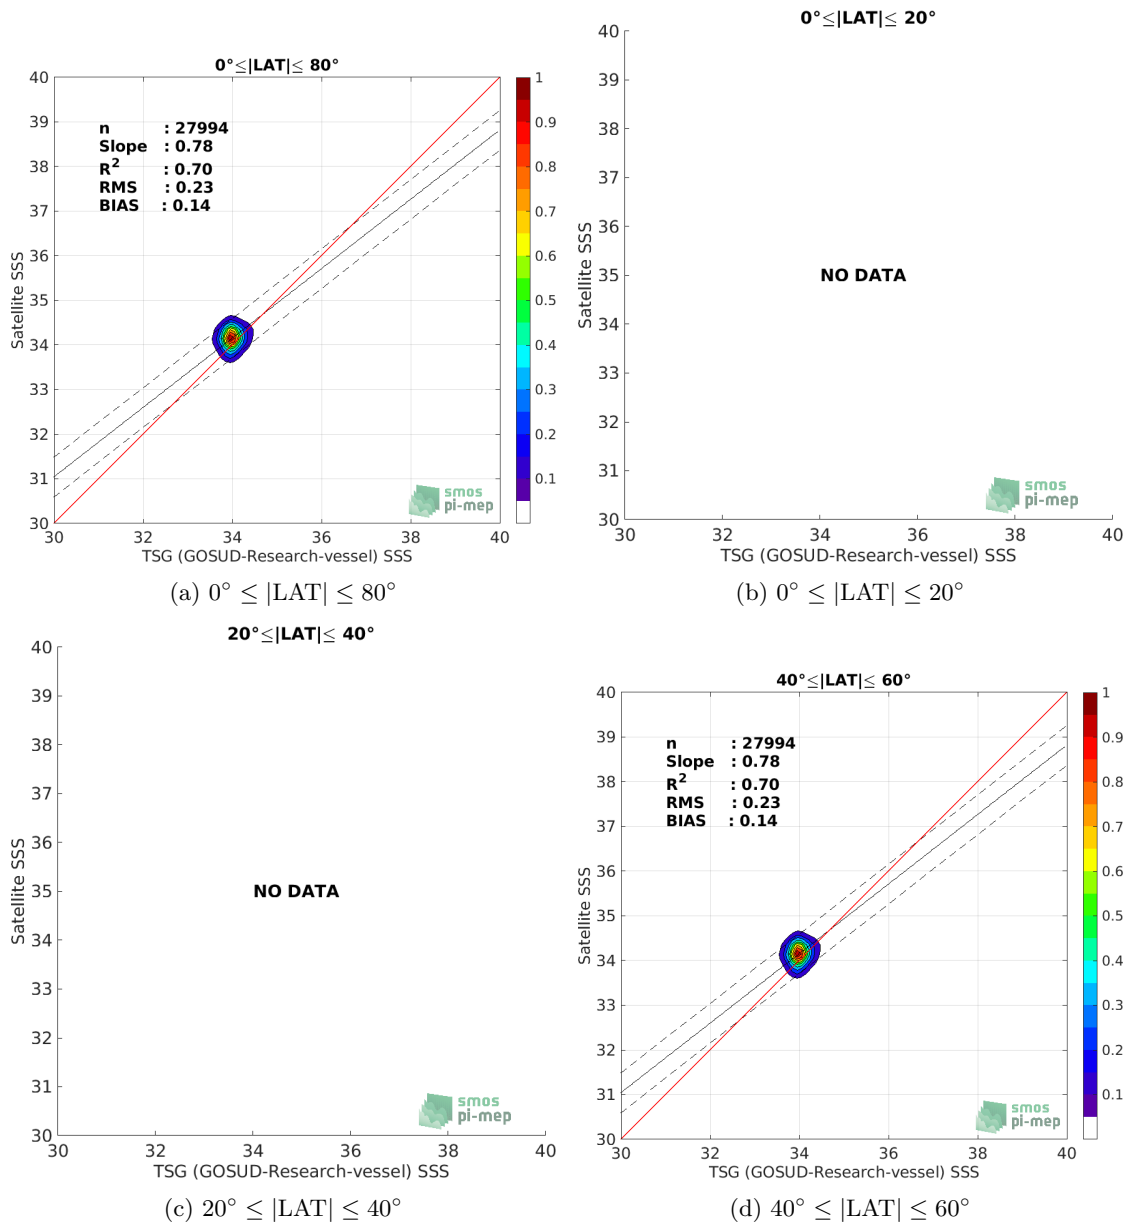 0°≤|LAT|≤ 80°
40
39
38
37
36
35
34
33
32
31
30
n : 27994
Slope : 0.78
R2 : 0.70
RMS : 0.23
BIAS : 0.14
1
0.9
0.8
0.7
0.6
0.5
0.4
0.3
0.2
0.1
Satellite SSS
smos
pi-mep
30 32 34 36 38 40
TSG (GOSUD-Research-vessel) SSS
(a) 0° ≤ |LAT| ≤ 80°
0°≤|LAT|≤ 20°
40
39
38
37
36
35
34
33
32
31
30
Satellite SSS
NO DATA
smos
pi-mep
30 32 34 36 38 40
TSG (GOSUD-Research-vessel) SSS
(b) 0° ≤ |LAT| ≤ 20°
20°≤|LAT|≤ 40°
40
39
38
37
36
35
34
33
32
31
30
Satellite SSS
NO DATA
smos
pi-mep
30 32 34 36 38 40
TSG (GOSUD-Research-vessel) SSS
(c) 20° ≤ |LAT| ≤ 40°
40°≤|LAT|≤ 60°
40
39
38
37
36
35
34
33
32
31
30
n : 27994
Slope : 0.78
R2 : 0.70
RMS : 0.23
BIAS : 0.14
1
0.9
0.8
0.7
0.6
0.5
0.4
0.3
0.2
0.1
Satellite SSS
smos
pi-mep
30 32 34 36 38 40
TSG (GOSUD-Research-vessel) SSS
(d) 40° ≤ |LAT| ≤ 60°